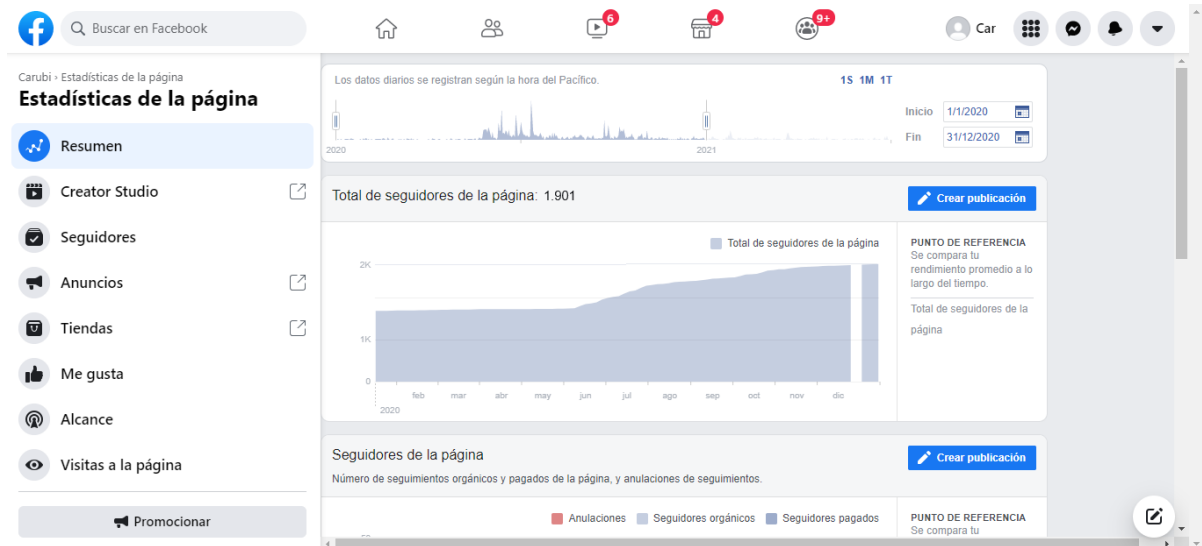 Buscar en Facebook
6
4
9+
Car
Carubi › Estadísticas de la página
Estadísticas de la página
Resumen
Creator Studio
Seguidores
Anuncios
Tiendas
Me gusta
Alcance
Visitas a la página
Promocionar
Los datos diarios se registran según la hora del Pacífico.
1S 1M 1T
Inicio 1/1/2020
Fin 31/12/2020
2020 2021
Total de seguidores de la página: 1.901
Crear publicación
Total de seguidores de la página
2K
1K
0
feb mar abr may jun jul ago sep oct nov dic
2020
PUNTO DE REFERENCIA
Se compara tu
rendimiento promedio a lo
largo del tiempo.
Total de seguidores de la
página
Seguidores de la página
Número de seguimientos orgánicos y pagados de la página, y anulaciones de seguimientos.
Crear publicación
Anulaciones Seguidores orgánicos Seguidores pagados
PUNTO DE REFERENCIA
Se compara tu